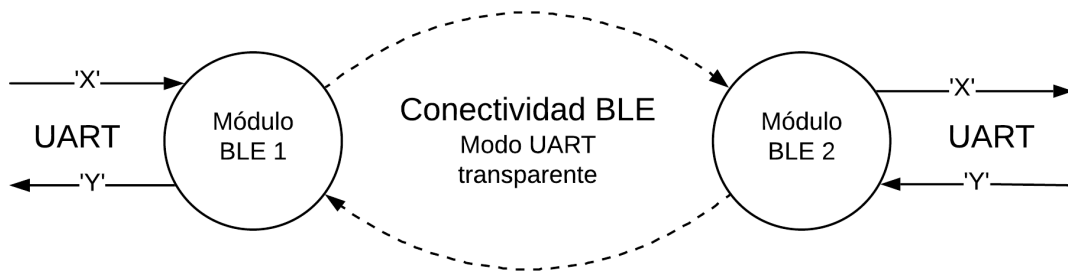 'X'
UART
'Y'
Módulo
BLE 1
Conectividad BLE
Modo UART
transparente
Módulo
BLE 2
'X'
UART
'Y'